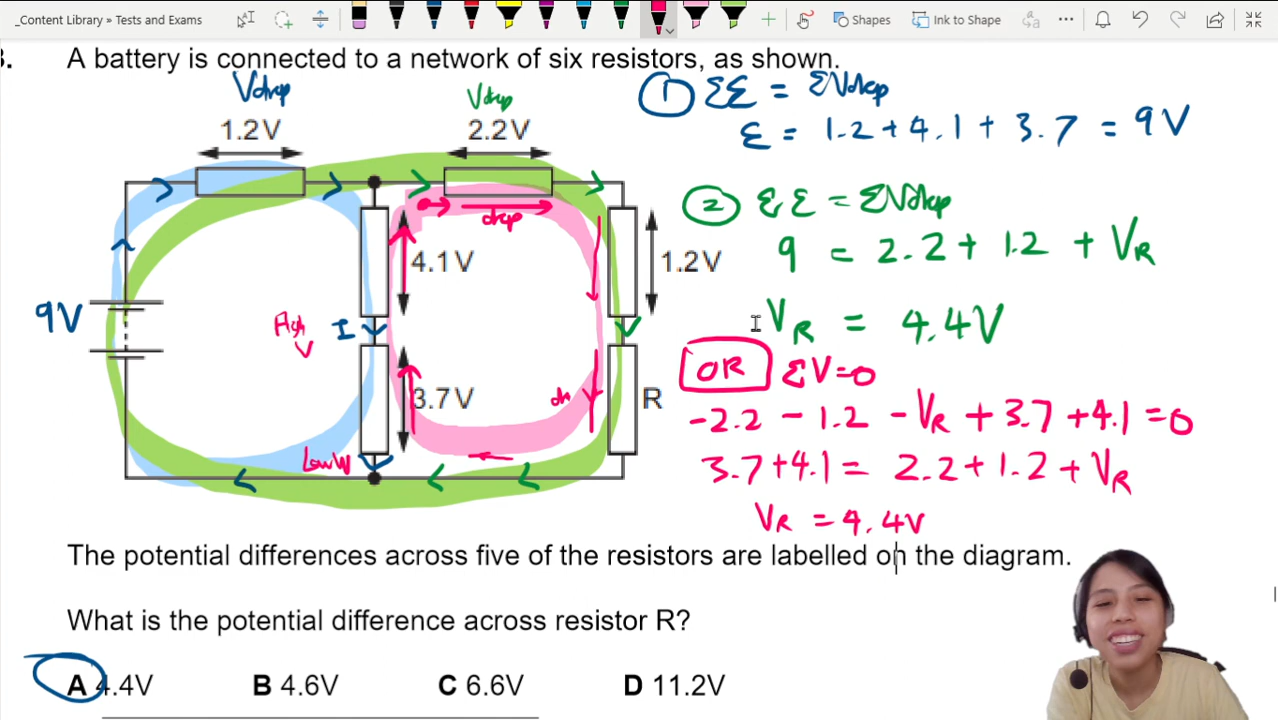 _Content Library » Tests and Exams
Shapes
Ink to Shape
3. A battery is connected to a network of six resistors, as shown.
Vdrop
Vdrop
1.2V
2.2V
① Σε = ΣVdrop
ε = 1.2 + 4.1 + 3.7 = 9V
② Σε = ΣVdrop
9 = 2.2 + 1.2 + VR
drop
4.1V
1.2V
9V
High V
I
VR = 4.4V
OR ΣV=0
3.7V
R
-2.2 - 1.2 - VR + 3.7 + 4.1 = 0
Low V
3.7 + 4.1 = 2.2 + 1.2 + VR
VR = 4.4V
The potential differences across five of the resistors are labelled on the diagram.
What is the potential difference across resistor R?
A 4.4V B 4.6V C 6.6V D 11.2V